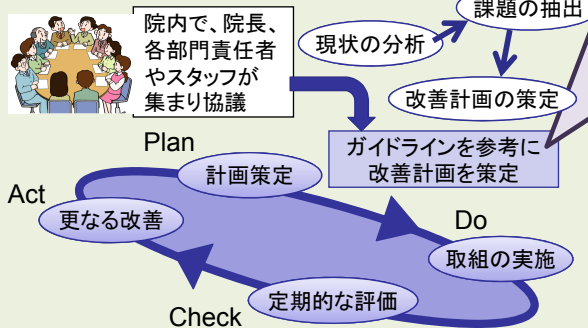 課題の抽出
院内で、院長、
各部門責任者
やスタッフが
集まり協議
現状の分析
改善計画の策定
ガイドラインを参考に
改善計画を策定
Plan
計画策定
Act
更なる改善
Do
取組の実施
定期的な評価
Check